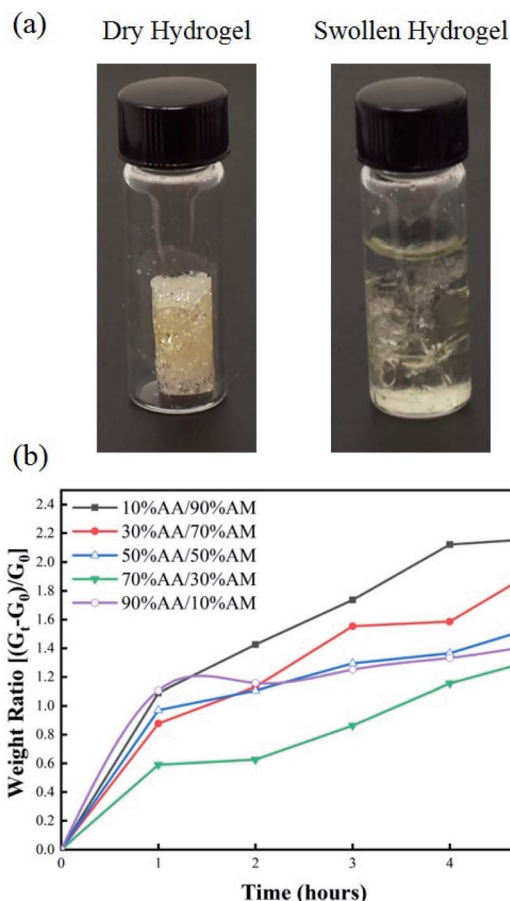 (a)
Dry Hydrogel
Swollen Hydrogel
(b)
Weight Ratio [(Gt-G0)/G0]
2.4
2.2
2.0
1.8
1.6
1.4
1.2
1.0
0.8
0.6
0.4
0.2
0.0
10%AA/90%AM
30%AA/70%AM
50%AA/50%AM
70%AA/30%AM
90%AA/10%AM
0 1 2 3 4
Time (hours)